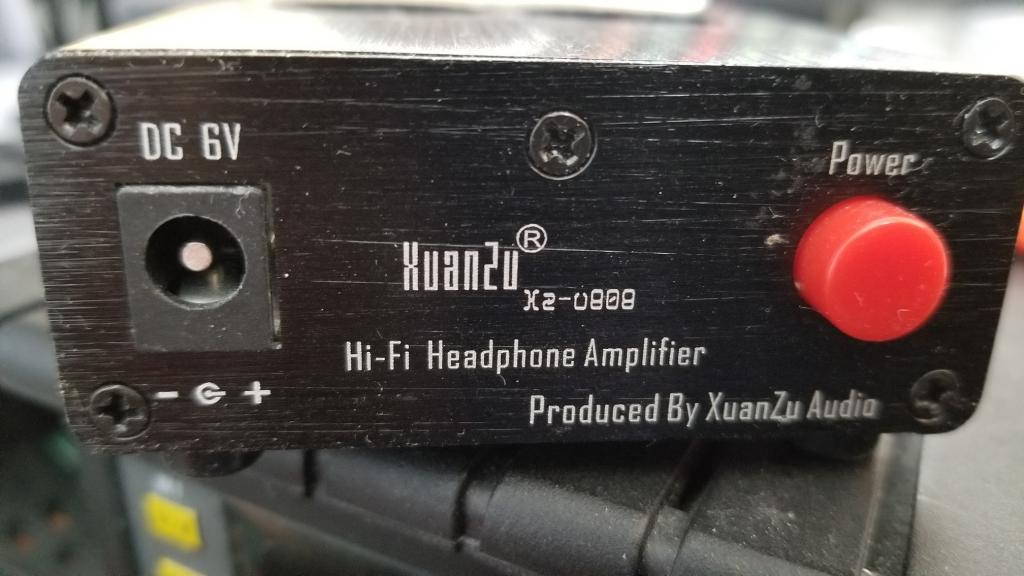 DC 6V
Power
XuanZu®
XZ-U808
Hi-Fi Headphone Amplifier
- +
Produced By XuanZu Audio